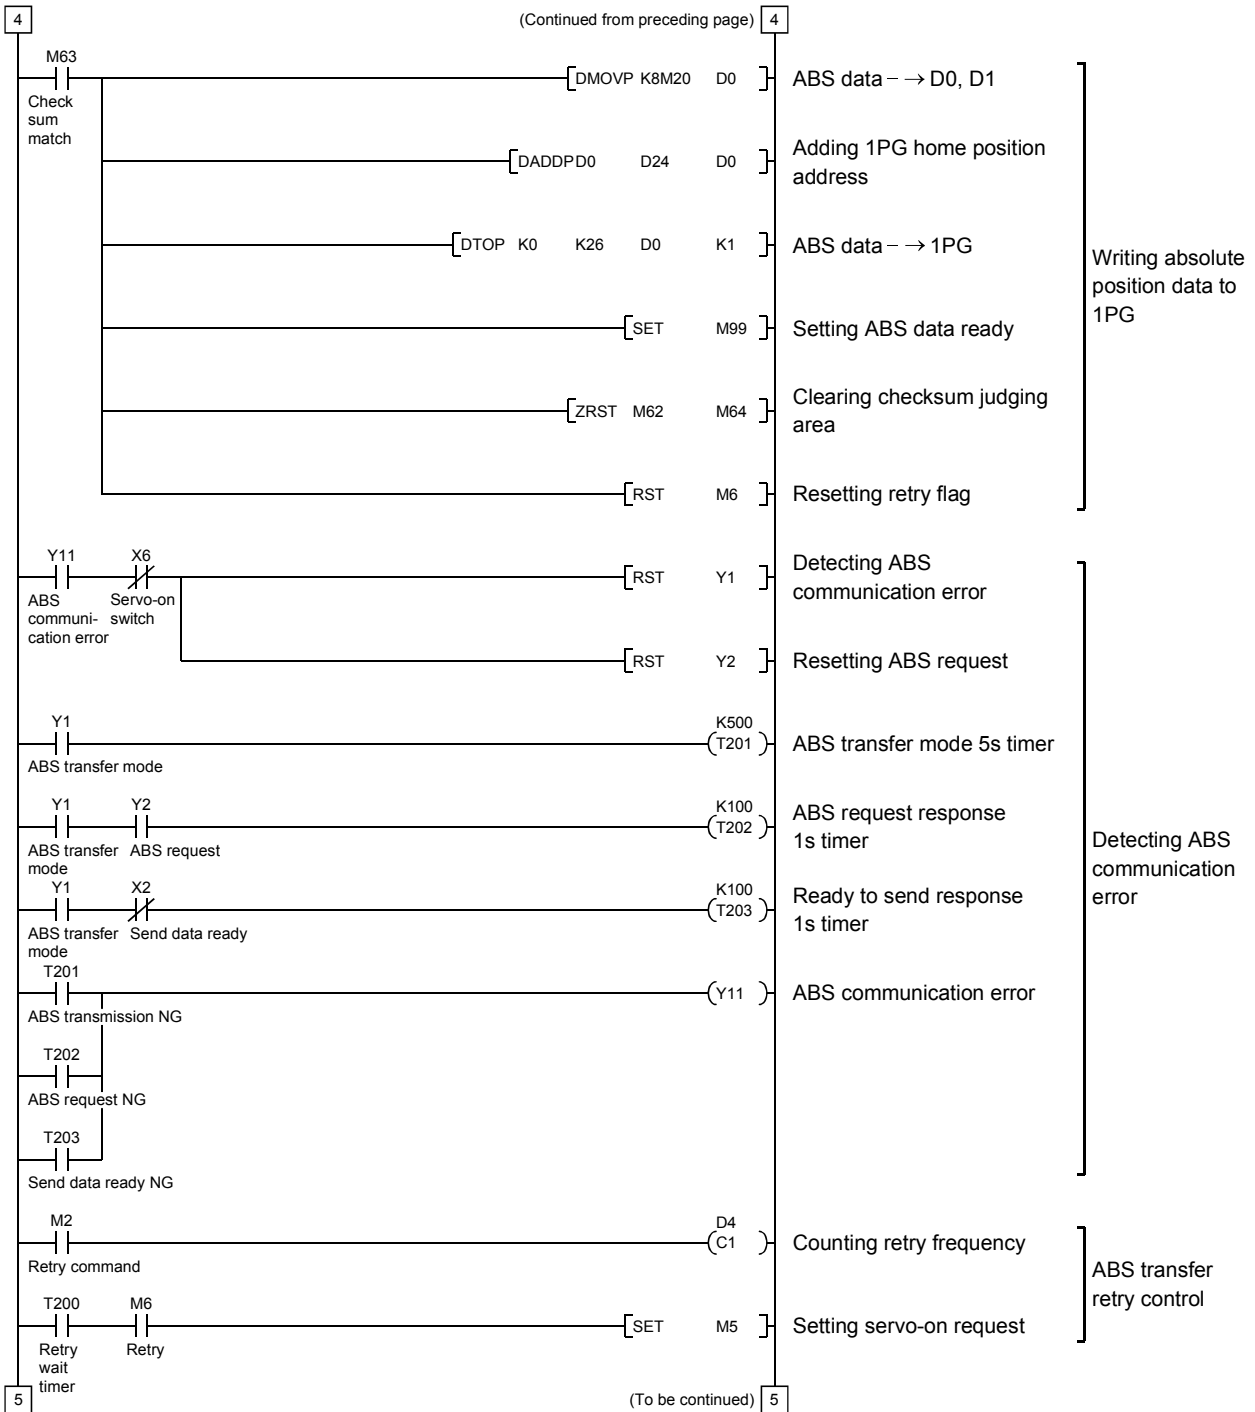 4 (Continued from preceding page) 4
M63
Check
sum
match
DMOVP K8M20 D0
ABS data – → D0, D1
DADDP D0 D24 D0
Adding 1PG home position
address
DTOP K0 K26 D0 K1
ABS data – → 1PG
SET M99
Setting ABS data ready
ZRST M62 M64
Clearing checksum judging
area
RST M6
Resetting retry flag
Writing absolute
position data to
1PG
Y11 X6
ABS
communi-
cation error
Servo-on
switch
RST Y1
Detecting ABS
communication error
RST Y2
Resetting ABS request
Y1
ABS transfer mode
K500
T201
ABS transfer mode 5s timer
Y1 Y2
ABS transfer
mode
ABS request
K100
T202
ABS request response
1s timer
Y1 X2
ABS transfer
mode
Send data ready
K100
T203
Ready to send response
1s timer
T201
ABS transmission NG
Y11
ABS communication error
T202
ABS request NG
T203
Send data ready NG
Detecting ABS
communication
error
M2
Retry command
D4
C1
Counting retry frequency
T200 M6
Retry
wait
timer
Retry
SET M5
Setting servo-on request
ABS transfer
retry control
5 (To be continued) 5